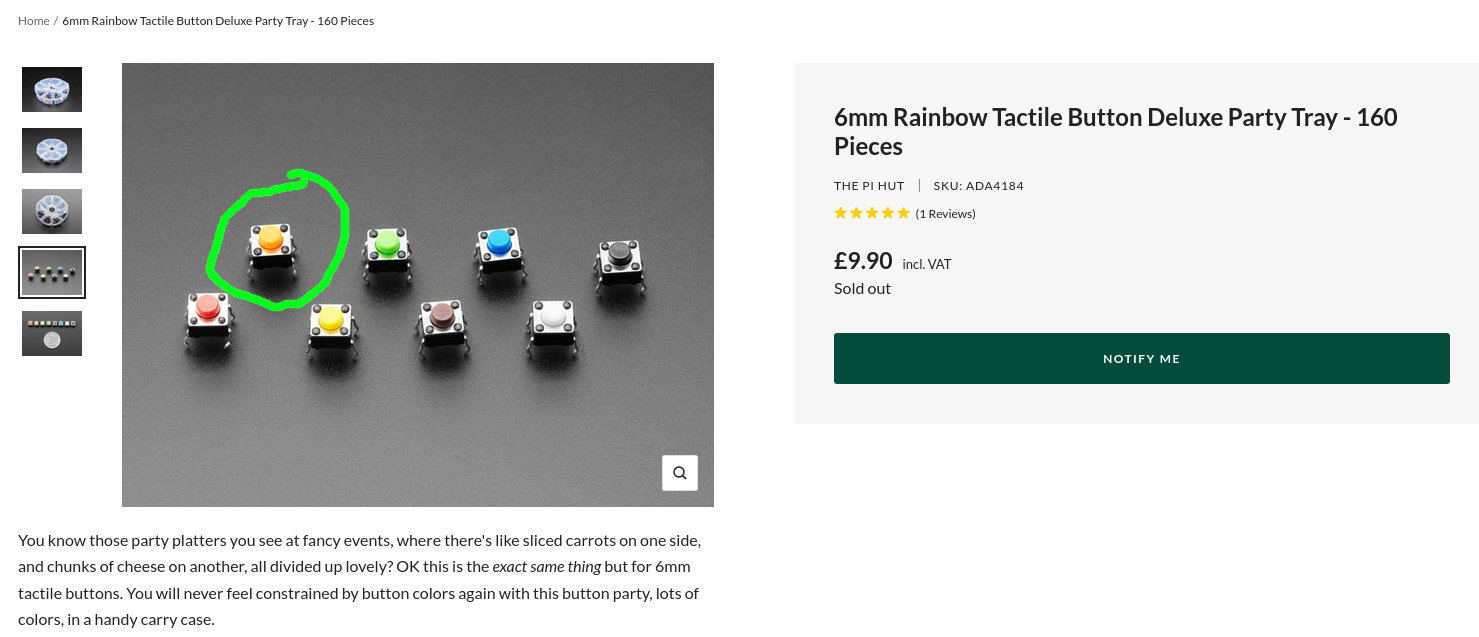 Home / 6mm Rainbow Tactile Button Deluxe Party Tray - 160 Pieces
6mm Rainbow Tactile Button Deluxe Party Tray - 160
Pieces
THE PI HUT | SKU: ADA4184
(1 Reviews)
£9.90 incl. VAT
Sold out
NOTIFY ME
You know those party platters you see at fancy events, where there's like sliced carrots on one side,
and chunks of cheese on another, all divided up lovely? OK this is the exact same thing but for 6mm
tactile buttons. You will never feel constrained by button colors again with this button party, lots of
colors, in a handy carry case.